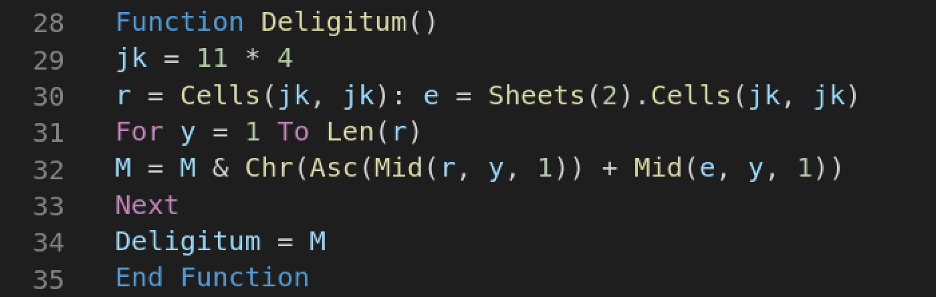 28 Function Deligitum()
29 jk = 11 * 4
30 r = Cells(jk, jk): e = Sheets(2).Cells(jk, jk)
31 For y = 1 To Len(r)
32 M = M & Chr(Asc(Mid(r, y, 1)) + Mid(e, y, 1))
33 Next
34 Deligitum = M
35 End Function